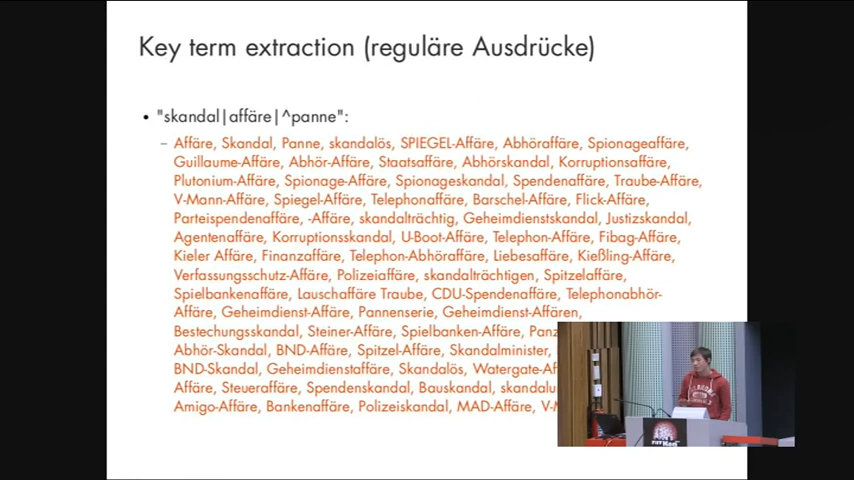 Key term extraction (reguläre Ausdrücke)
• "skandal|affäre|^panne":
– Affäre, Skandal, Panne, skandalös, SPIEGEL-Affäre, Abhöraffäre, Spionageaffäre,
Guillaume-Affäre, Abhör-Affäre, Staatsaffäre, Abhörskandal, Korruptionsaffäre,
Plutonium-Affäre, Spionage-Affäre, Spionageskandal, Spendenaffäre, Traube-Affäre,
V-Mann-Affäre, Spiegel-Affäre, Telephonaffäre, Barschel-Affäre, Flick-Affäre,
Parteispendenaffäre, -Affäre, skandalträchtig, Geheimdienstskandal, Justizskandal,
Agentenaffäre, Korruptionsskandal, U-Boot-Affäre, Telephon-Affäre, Fibag-Affäre,
Kieler Affäre, Finanzaffäre, Telephon-Abhöraffäre, Liebesaffäre, Kießling-Affäre,
Verfassungsschutz-Affäre, Polizeiaffäre, skandalträchtigen, Spitzelaffäre,
Spielbankenaffäre, Lauschaffäre Traube, CDU-Spendenaffäre, Telephonabhör-
Affäre, Geheimdienst-Affäre, Pannenserie, Geheimdienst-Affären,
Bestechungsskandal, Steiner-Affäre, Spielbanken-Affäre, Panz
Abhör-Skandal, BND-Affäre, Spitzel-Affäre, Skandalminister,
BND-Skandal, Geheimdienstaffäre, Skandalös, Watergate-Af
Affäre, Steueraffäre, Spendenskandal, Bauskandal, skandalu
Amigo-Affäre, Bankenaffäre, Polizeiskandal, MAD-Affäre, V-M